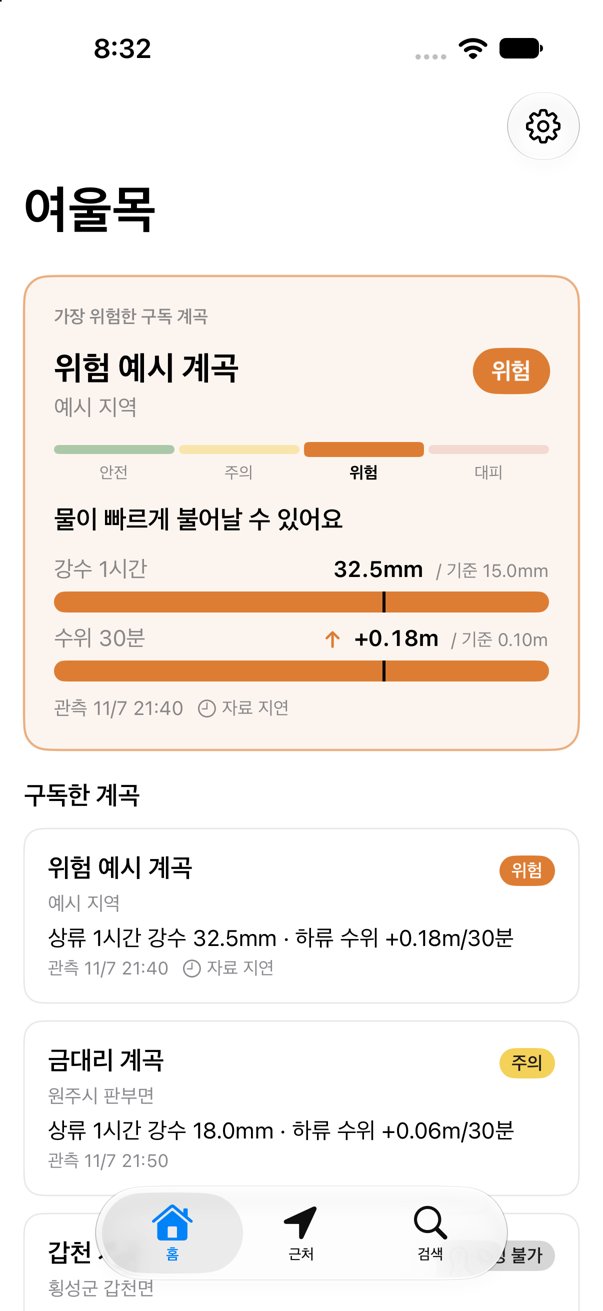 8:32
여울목
가장 위험한 구독 계곡
위험 예시 계곡
위험
예시 지역
안전 주의 위험 대피
물이 빠르게 불어날 수 있어요
강수 1시간 32.5mm / 기준 15.0mm
수위 30분 ↑ +0.18m / 기준 0.10m
관측 11/7 21:40 자료 지연
구독한 계곡
위험 예시 계곡
위험
예시 지역
상류 1시간 강수 32.5mm · 하류 수위 +0.18m/30분
관측 11/7 21:40 자료 지연
금대리 계곡
주의
원주시 판부면
상류 1시간 강수 18.0mm · 하류 수위 +0.06m/30분
관측 11/7 21:50
갑천
불가
횡성군 갑천면
홈 근처 검색